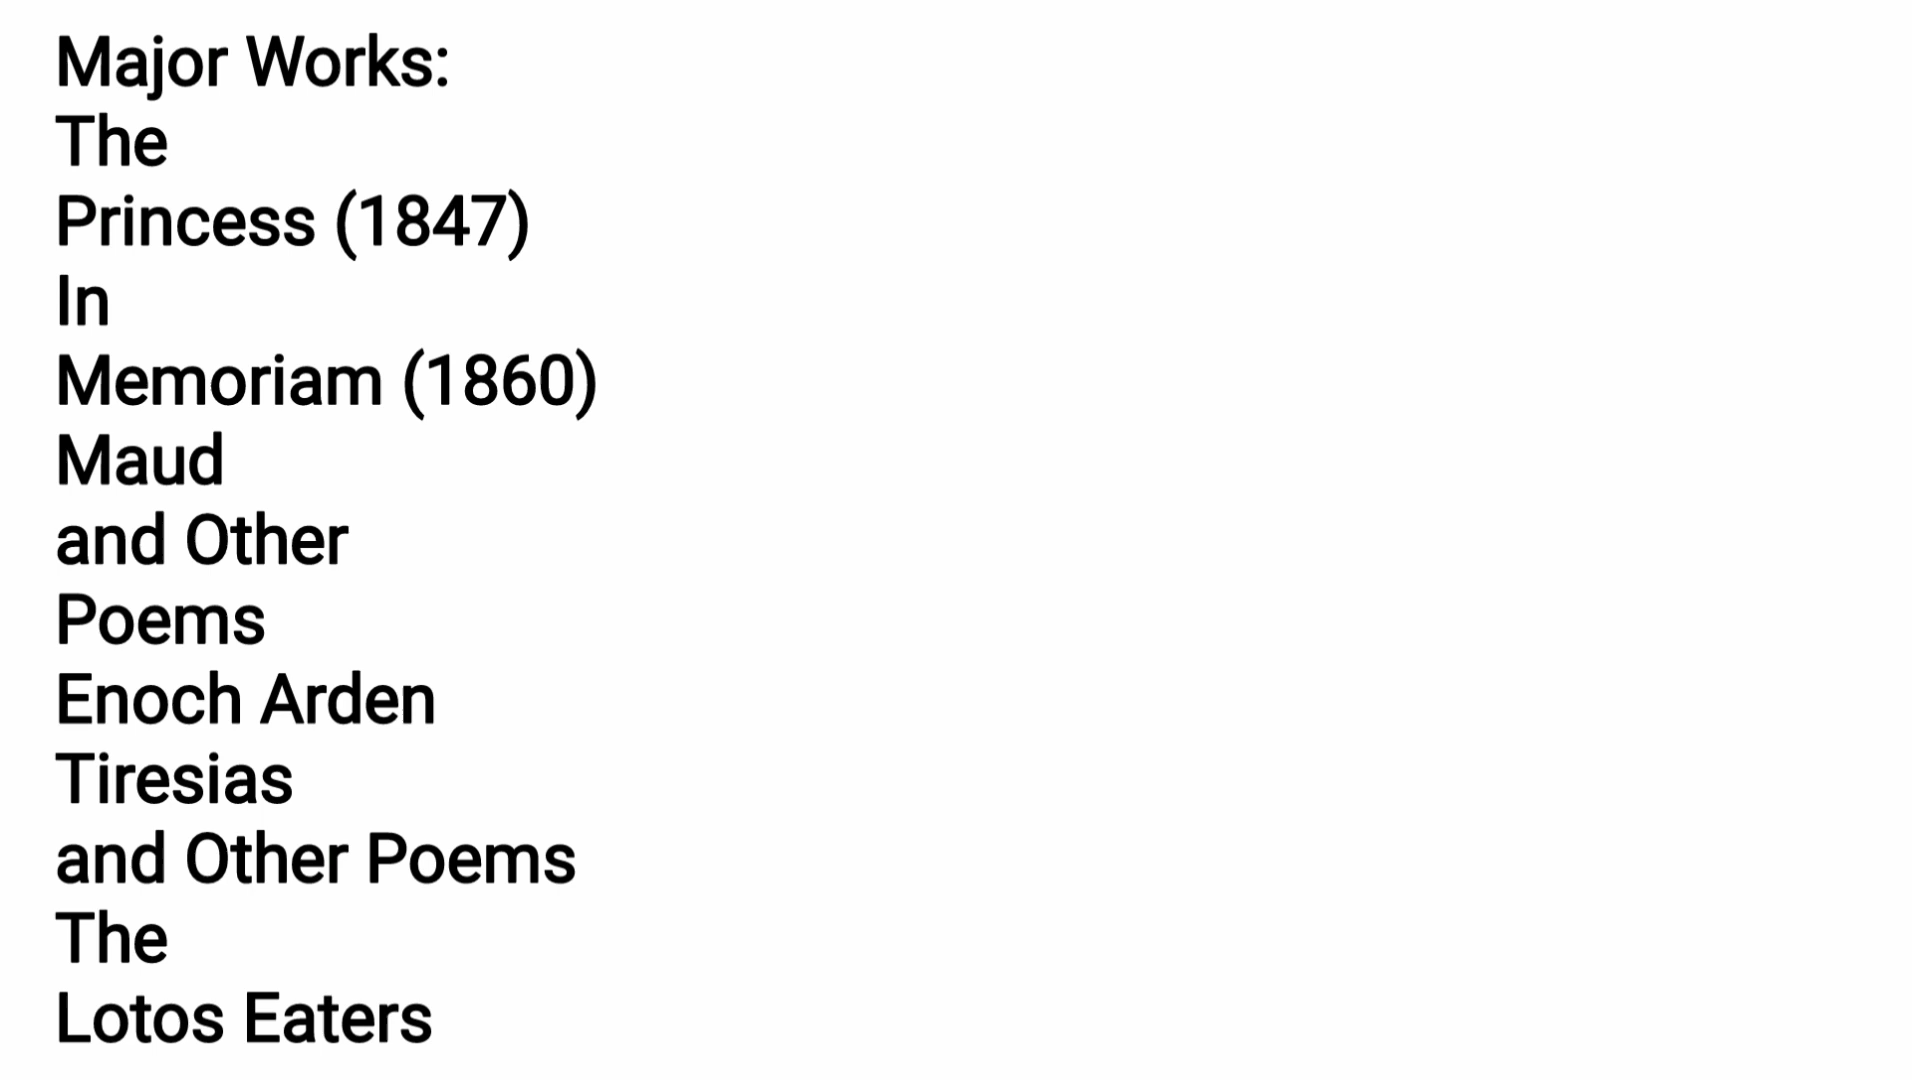 Major Works:
The
Princess (1847)
In
Memoriam (1860)
Maud
and Other
Poems
Enoch Arden
Tiresias
and Other Poems
The
Lotos Eaters